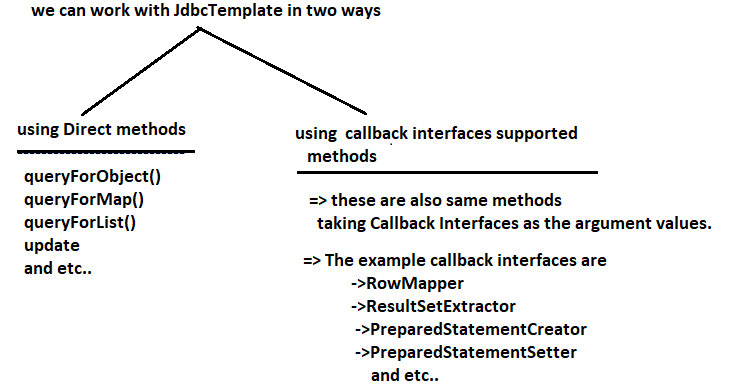 we can work with JdbcTemplate in two ways
using Direct methods
queryForObject()
queryForMap()
queryForList()
update
and etc..
using callback interfaces supported
methods
=> these are also same methods
taking Callback Interfaces as the argument values.
=> The example callback interfaces are
->RowMapper
->ResultSetExtractor
->PreparedStatementCreator
->PreparedStatementSetter
and etc..